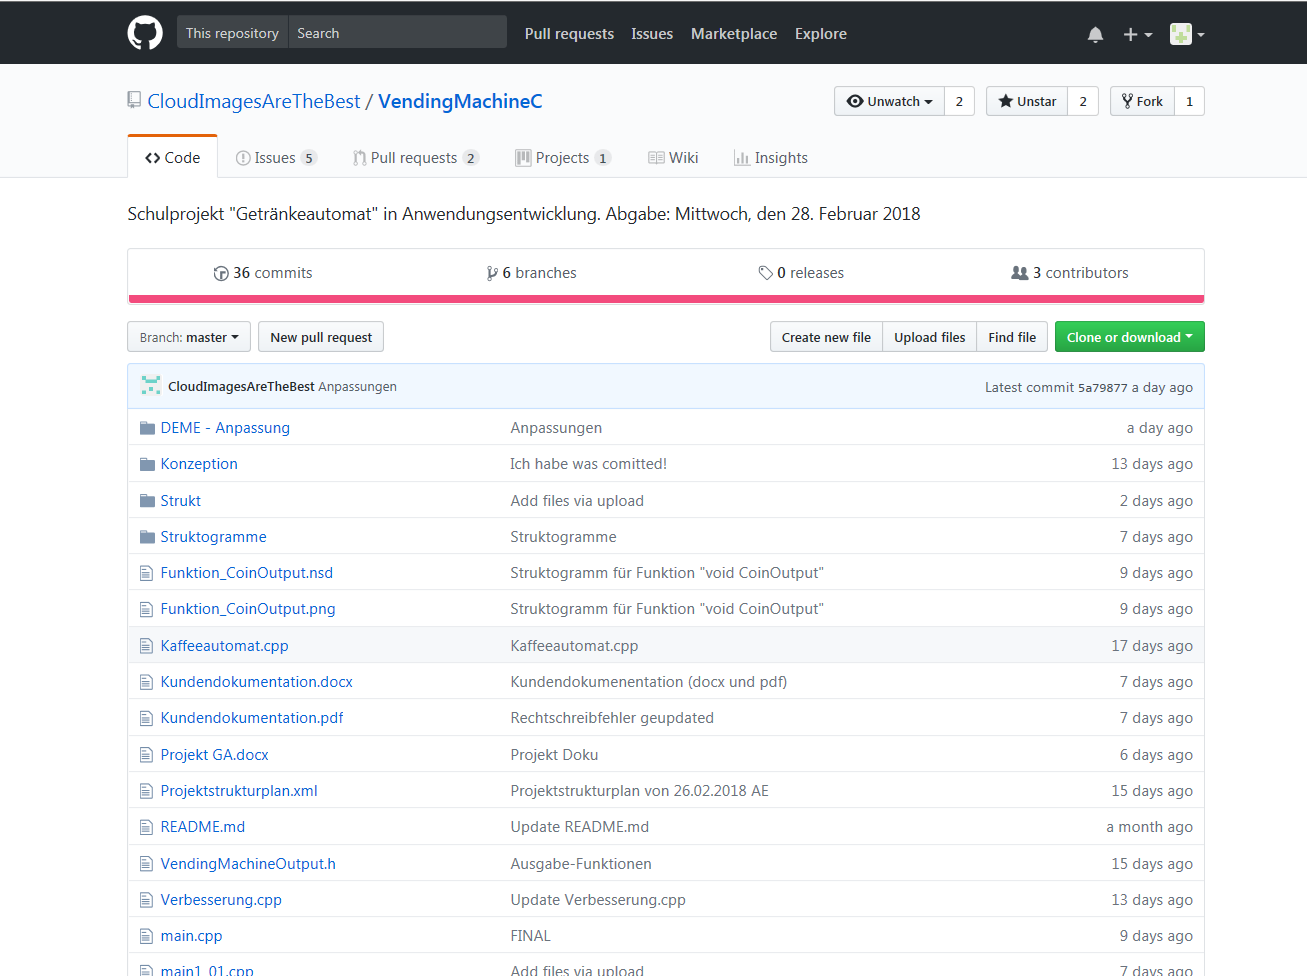 This repository Search Pull requests Issues Marketplace Explore
CloudImagesAreTheBest / VendingMachineC Unwatch 2 Unstar 2 Fork 1
Code Issues 5 Pull requests 2 Projects 1 Wiki Insights
Schulprojekt "Getränkeautomat" in Anwendungsentwicklung. Abgabe: Mittwoch, den 28. Februar 2018
36 commits 6 branches 0 releases 3 contributors
Branch: master New pull request Create new file Upload files Find file Clone or download
CloudImagesAreTheBest Anpassungen Latest commit 5a79877 a day ago
DEME - Anpassung Anpassungen a day ago
Konzeption Ich habe was comitted! 13 days ago
Strukt Add files via upload 2 days ago
Struktogramme Struktogramme 7 days ago
Funktion_CoinOutput.nsd Struktogramm für Funktion "void CoinOutput" 9 days ago
Funktion_CoinOutput.png Struktogramm für Funktion "void CoinOutput" 9 days ago
Kaffeeautomat.cpp Kaffeeautomat.cpp 17 days ago
Kundendokumentation.docx Kundendokumenentation (docx und pdf) 7 days ago
Kundendokumentation.pdf Rechtschreibfehler geupdated 7 days ago
Projekt GA.docx Projekt Doku 6 days ago
Projektstrukturplan.xml Projektstrukturplan von 26.02.2018 AE 15 days ago
README.md Update README.md a month ago
VendingMachineOutput.h Ausgabe-Funktionen 15 days ago
Verbesserung.cpp Update Verbesserung.cpp 13 days ago
main.cpp FINAL 9 days ago
main1_01.cpp Add files via upload 7 days ago